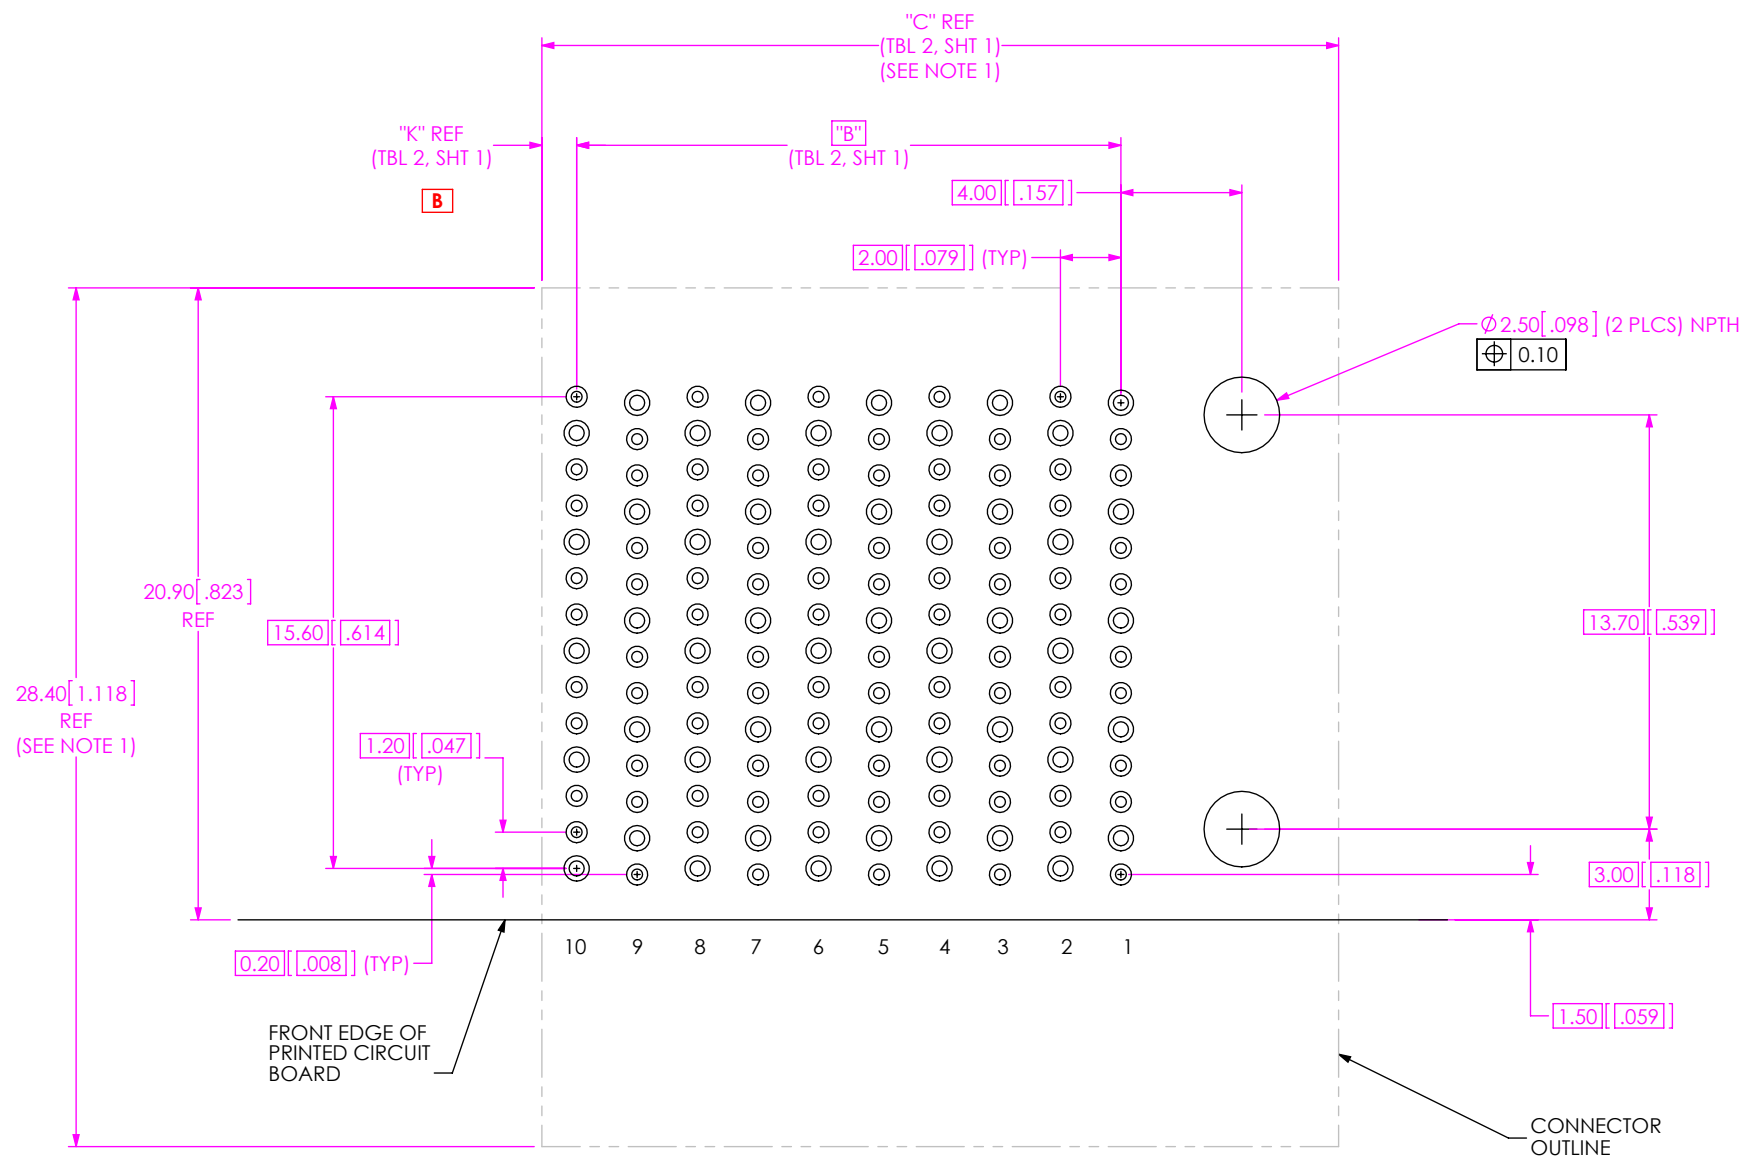 "C" REF
(TBL 2, SHT 1)
(SEE NOTE 1)
"K" REF
(TBL 2, SHT 1)
"B"
(TBL 2, SHT 1)
B
4.00[.157]
2.00[.079] (TYP)
Ø2.50[.098] (2 PLCS) NPTH
⌖ 0.10
20.90[.823]
REF
15.60[.614]
13.70[.539]
28.40[1.118]
REF
(SEE NOTE 1)
1.20[.047]
(TYP)
3.00[.118]
10 9 8 7 6 5 4 3 2 1
0.20[.008] (TYP)
1.50[.059]
FRONT EDGE OF
PRINTED CIRCUIT
BOARD
CONNECTOR
OUTLINE